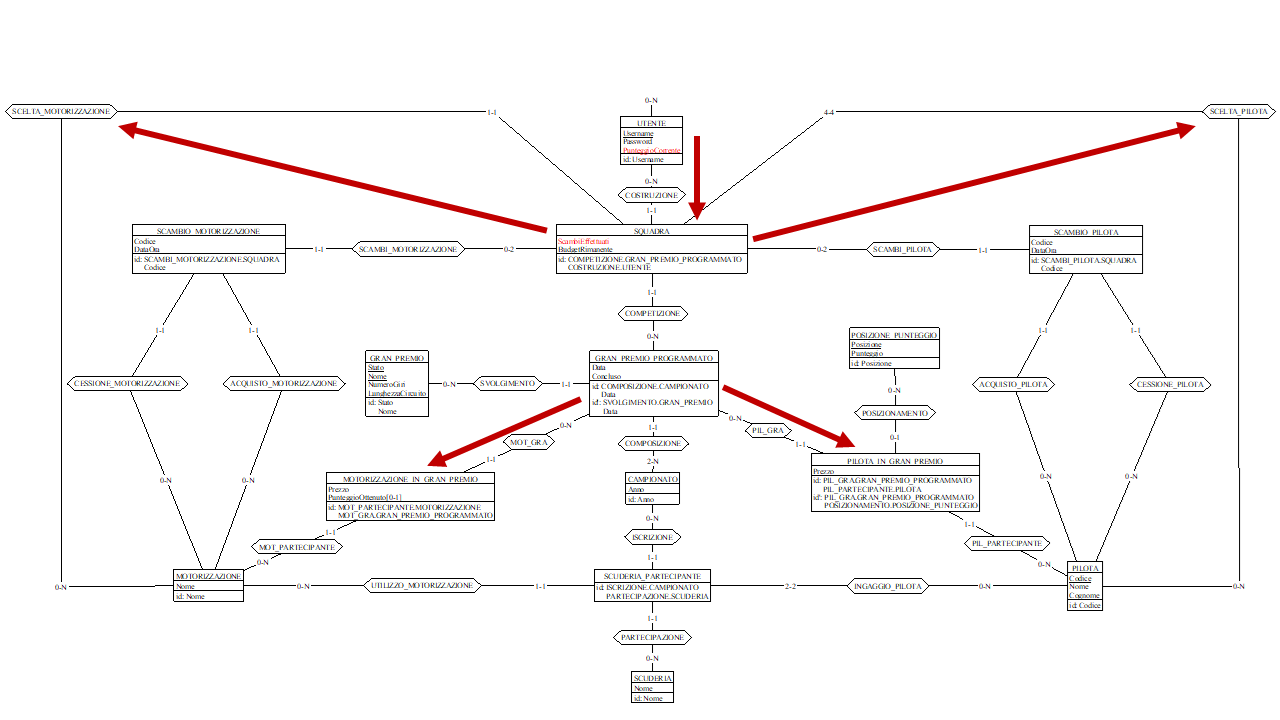 0-N
SCELTA_MOTORIZZAZIONE
1-1
4-4
SCELTA_PILOTA
UTENTE
Username
Password
PunteggioCorrente
id: Username
0-N
COSTRUZIONE
1-1
SCAMBIO_MOTORIZZAZIONE
Codice
DataOra
id: SCAMBI_MOTORIZZAZIONE.SQUADRA
Codice
1-1
SCAMBI_MOTORIZZAZIONE
0-2
SQUADRA
ScambiEffettuati
BudgetRimanente
id: COMPETIZIONE.GRAN_PREMIO_PROGRAMMATO
COSTRUZIONE.UTENTE
0-2
SCAMBI_PILOTA
1-1
SCAMBIO_PILOTA
Codice
DataOra
id: SCAMBI_PILOTA.SQUADRA
Codice
1-1
COMPETIZIONE
0-N
1-1
1-1
1-1
1-1
CESSIONE_MOTORIZZAZIONE
ACQUISTO_MOTORIZZAZIONE
GRAN_PREMIO
Stato
Nome
NumeroGiri
LunghezzaCircuito
id: Stato
Nome
0-N
SVOLGIMENTO
1-1
GRAN_PREMIO_PROGRAMMATO
Data
Concluso
id: COMPOSIZIONE.CAMPIONATO
Data
id': SVOLGIMENTO.GRAN_PREMIO
Data
POSIZIONE_PUNTEGGIO
Posizione
Punteggio
id: Posizione
0-N
POSIZIONAMENTO
0-1
ACQUISTO_PILOTA
CESSIONE_PILOTA
0-N
MOT_GRA
1-1
1-1
COMPOSIZIONE
2-N
0-N
PIL_GRA
1-1
MOTORIZZAZIONE_IN_GRAN_PREMIO
Prezzo
PunteggioOttenuto[0-1]
id: MOT_PARTECIPANTE.MOTORIZZAZIONE
MOT_GRA.GRAN_PREMIO_PROGRAMMATO
CAMPIONATO
Anno
id: Anno
PILOTA_IN_GRAN_PREMIO
Prezzo
id: PIL_GRA.GRAN_PREMIO_PROGRAMMATO
PIL_PARTECIPANTE.PILOTA
id': PIL_GRA.GRAN_PREMIO_PROGRAMMATO
POSIZIONAMENTO.POSIZIONE_PUNTEGGIO
0-N
0-N
0-N
0-N
1-1
MOT_PARTECIPANTE
0-N
0-N
ISCRIZIONE
1-1
1-1
PIL_PARTECIPANTE
0-N
0-N
MOTORIZZAZIONE
Nome
id: Nome
0-N
UTILIZZO_MOTORIZZAZIONE
1-1
SCUDERIA_PARTECIPANTE
id: ISCRIZIONE.CAMPIONATO
PARTECIPAZIONE.SCUDERIA
2-2
INGAGGIO_PILOTA
0-N
PILOTA
Codice
Nome
Cognome
id: Codice
0-N
1-1
PARTECIPAZIONE
0-N
SCUDERIA
Nome
id: Nome